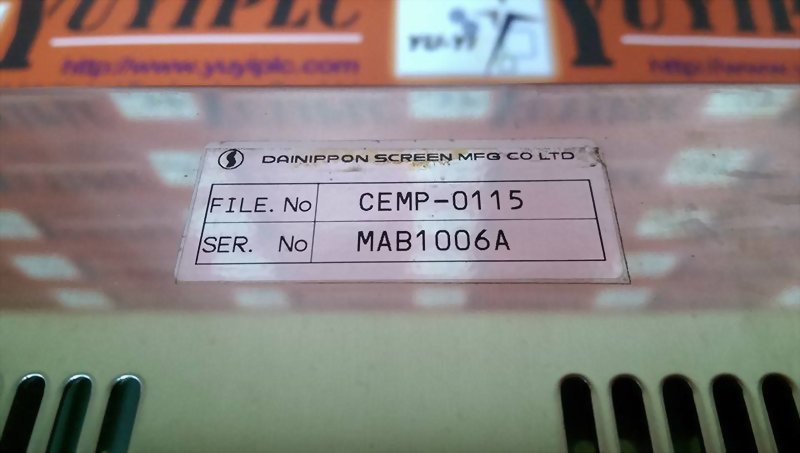 YUYIPLC
YU-YI
YUYIPLC
http://www.yuyiplc.com/
http://www.
DAINIPPON SCREEN MFG CO LTD
FILE. No CEMP-0115
SER. No MAB1006A